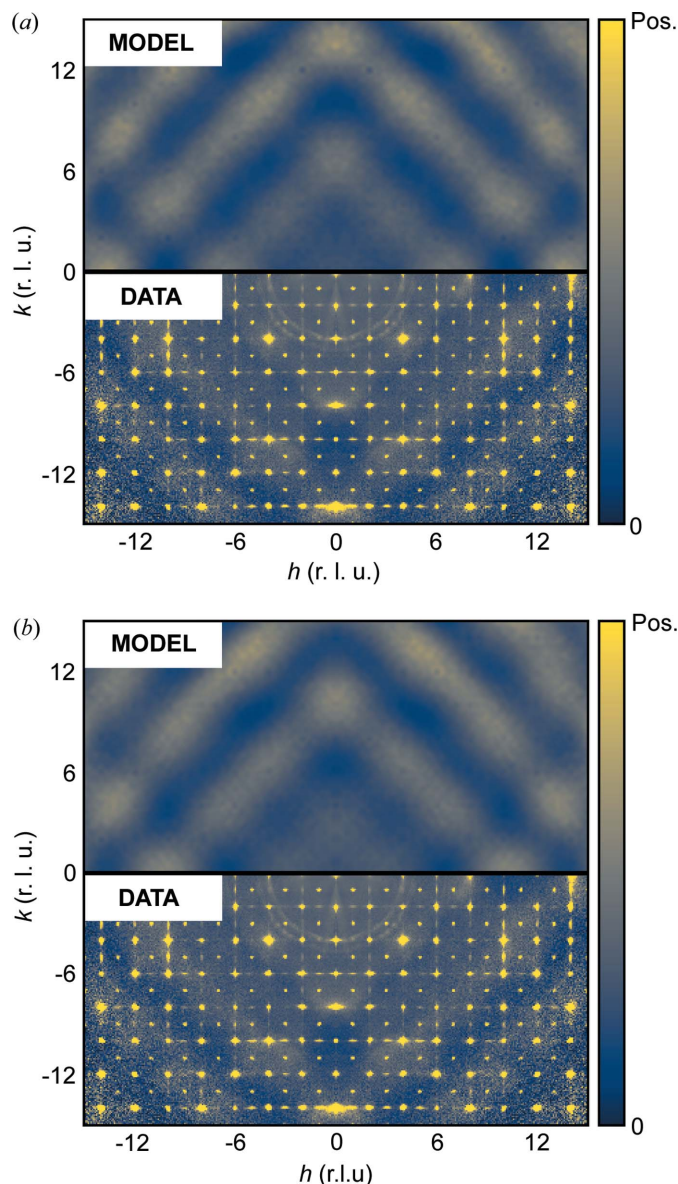 (a)
MODEL
Pos.
12
6
k (r. l. u.)
0
DATA
-6
-12
0
-12 -6 0 6 12
h (r. l. u.)
(b)
MODEL
Pos.
12
6
k (r. l. u.)
0
DATA
-6
-12
0
-12 -6 0 6 12
h (r.l.u)